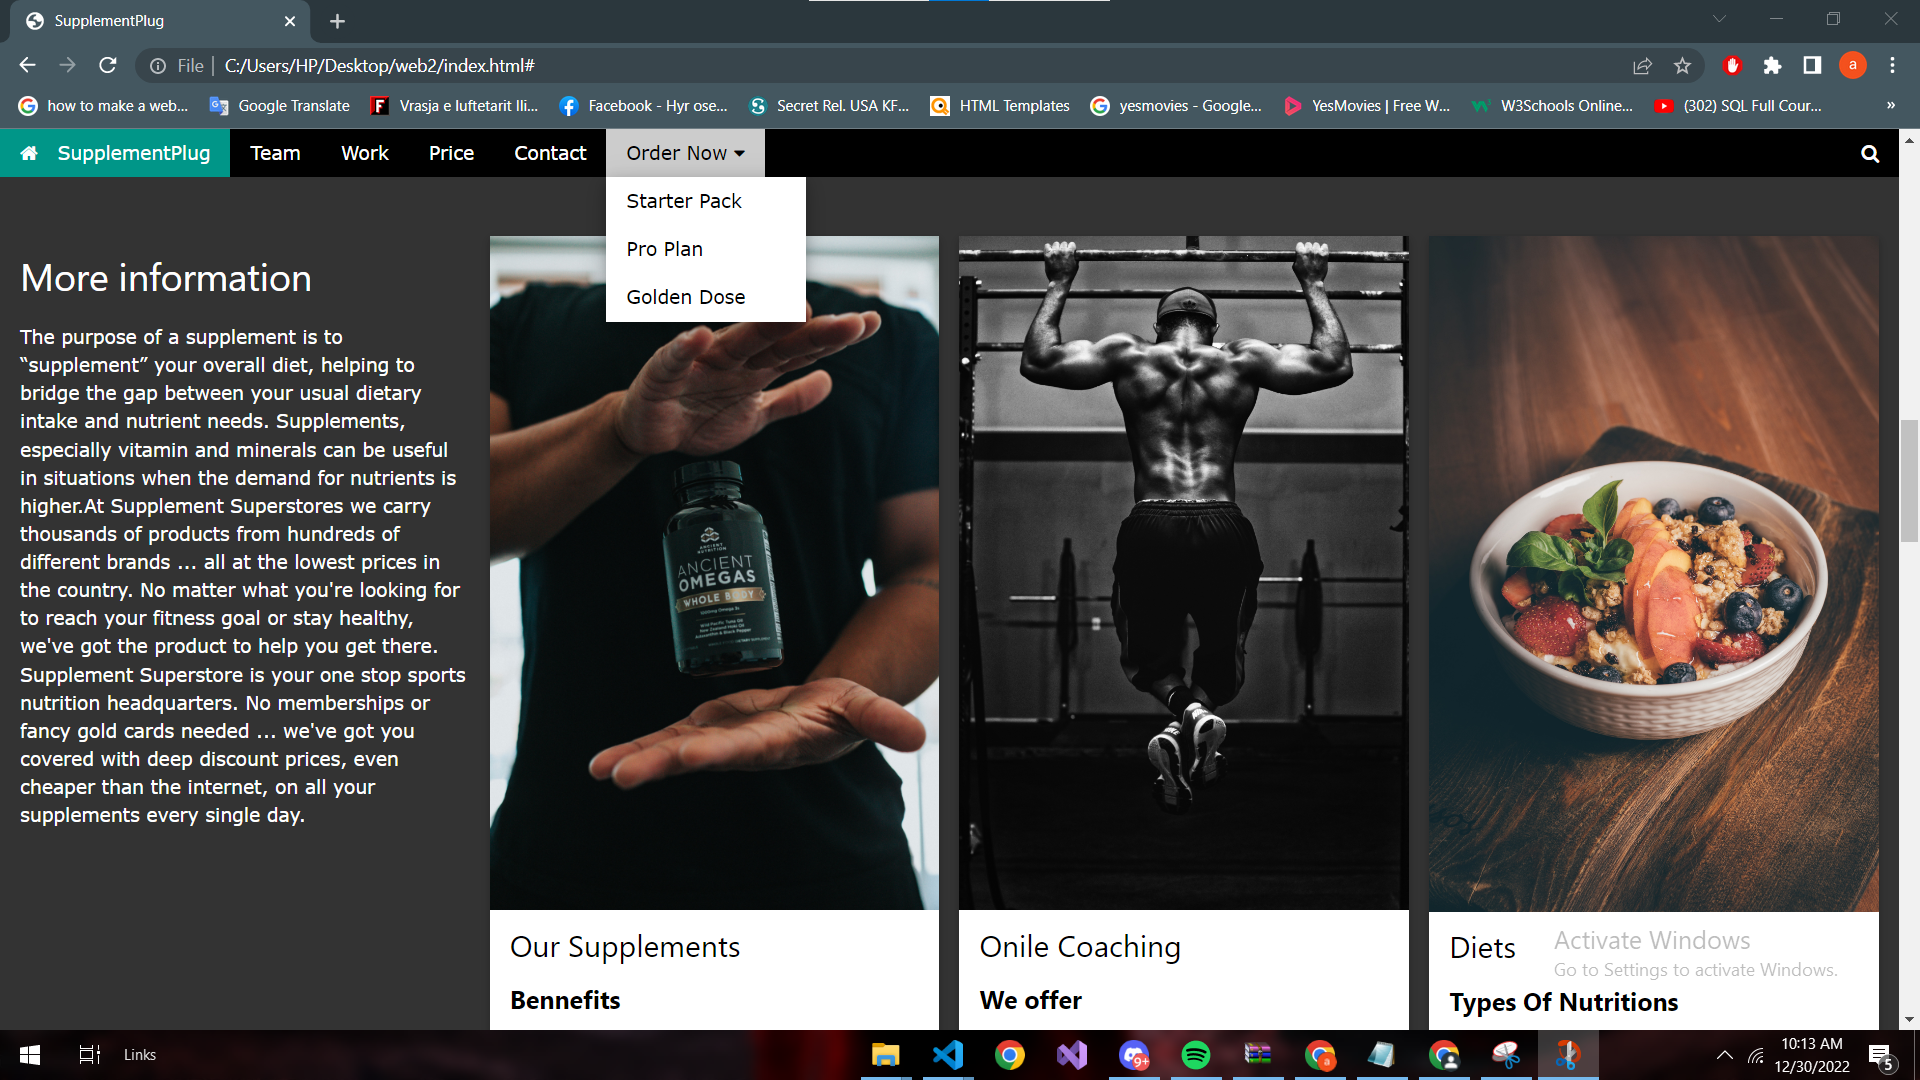 SupplementPlug
File
C:/Users/HP/Desktop/web2/index.html#
a
how to make a web...
Google Translate
Vrasja e luftetarit Ili...
Facebook - Hyr ose...
Secret Rel. USA KF...
HTML Templates
yesmovies - Google...
YesMovies | Free W...
W3Schools Online...
(302) SQL Full Cour...
»
SupplementPlug
Team
Work
Price
Contact
Order Now
Starter Pack
Pro Plan
Golden Dose
More information
The purpose of a supplement is to
“supplement” your overall diet, helping to
bridge the gap between your usual dietary
intake and nutrient needs. Supplements,
especially vitamin and minerals can be useful
in situations when the demand for nutrients is
higher.At Supplement Superstores we carry
thousands of products from hundreds of
different brands ... all at the lowest prices in
the country. No matter what you're looking for
to reach your fitness goal or stay healthy,
we've got the product to help you get there.
Supplement Superstore is your one stop sports
nutrition headquarters. No memberships or
fancy gold cards needed ... we've got you
covered with deep discount prices, even
cheaper than the internet, on all your
supplements every single day.
ANCIENT
NUTRITION
ANCIENT
OMEGAS
WHOLE BODY
Our Supplements
Bennefits
Onile Coaching
We offer
Diets
Types Of Nutritions
Activate Windows
Go to Settings to activate Windows.
Links
9+
a
10:13 AM
12/30/2022
5